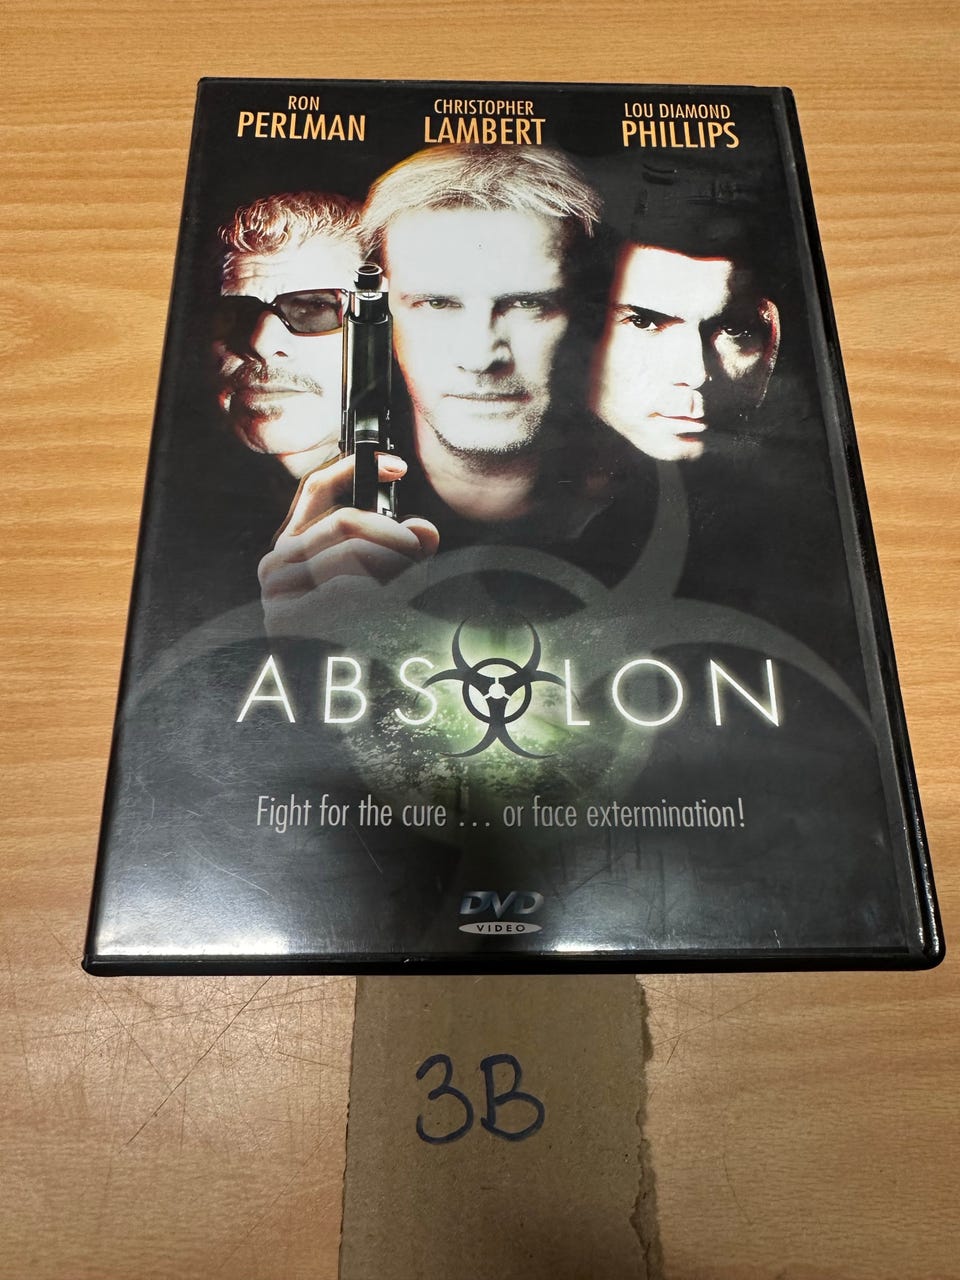 RON
PERLMAN
CHRISTOPHER
LAMBERT
LOU DIAMOND
PHILLIPS
ABSOLON
Fight for the cure ... or face extermination!
DVD
VIDEO
3B